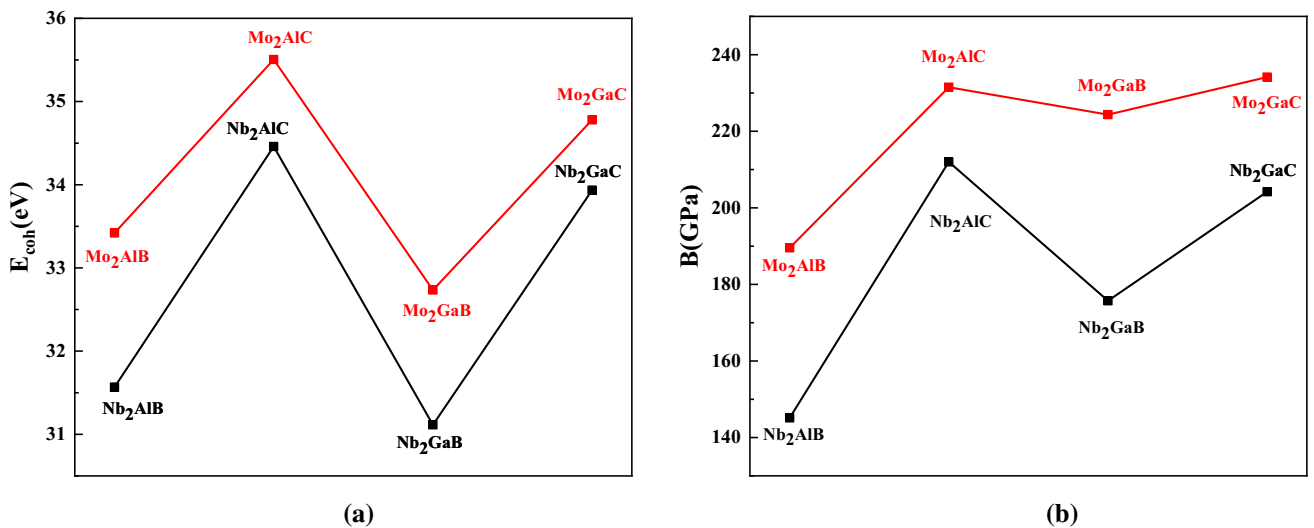 36
35
34
33
32
31
E_coh(eV)
Mo₂AlC
Mo₂GaC
Nb₂AlC
Nb₂GaC
Mo₂AlB
Mo₂GaB
Nb₂AlB
Nb₂GaB
(a)
240
220
200
180
160
140
B(GPa)
Mo₂AlC
Mo₂GaB
Mo₂GaC
Nb₂GaC
Nb₂AlC
Mo₂AlB
Nb₂GaB
Nb₂AlB
(b)